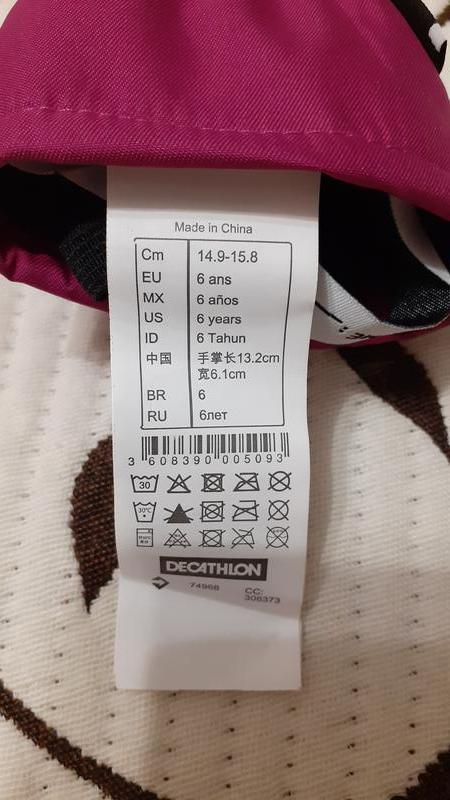 Made in China
Cm 14.9-15.8
EU 6 ans
MX 6 años
US 6 years
ID 6 Tahun
中国 手掌长13.2cm
宽6.1cm
BR 6
RU 6лет
3 608390 005093
30
30℃
DECATHLON
74968 CC:
306373